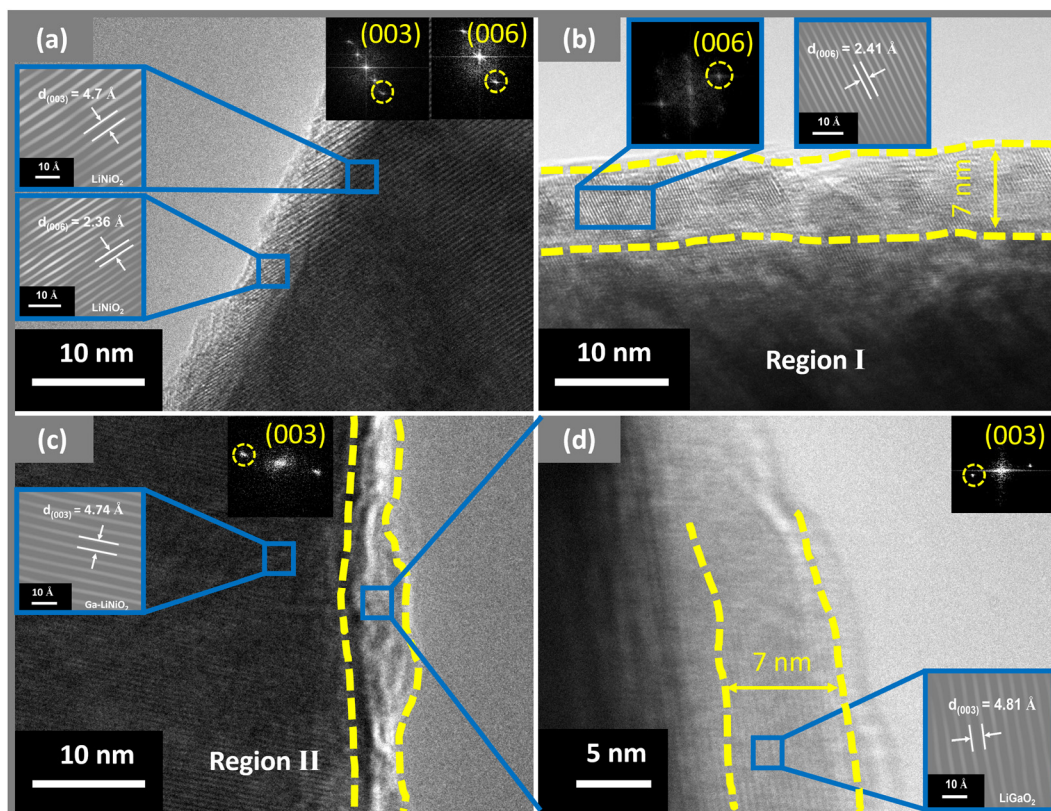 (a)
(003)
(006)
d(003) = 4.7 Å
10 Å
LiNiO₂
d(006) = 2.36 Å
10 Å
LiNiO₂
10 nm
(b)
(006)
d(006) = 2.41 Å
10 Å
7 nm
10 nm
Region I
(c)
(003)
d(003) = 4.74 Å
10 Å
Ga-LiNiO₂
10 nm
Region II
(d)
(003)
7 nm
5 nm
d(003) = 4.81 Å
10 Å
LiGaO₂